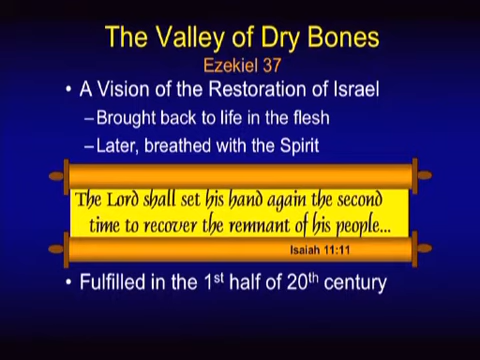 The Valley of Dry Bones
Ezekiel 37
• A Vision of the Restoration of Israel
–Brought back to life in the flesh
–Later, breathed with the Spirit
The Lord shall set his hand again the second
time to recover the remnant of his people...
Isaiah 11:11
• Fulfilled in the 1st half of 20th century